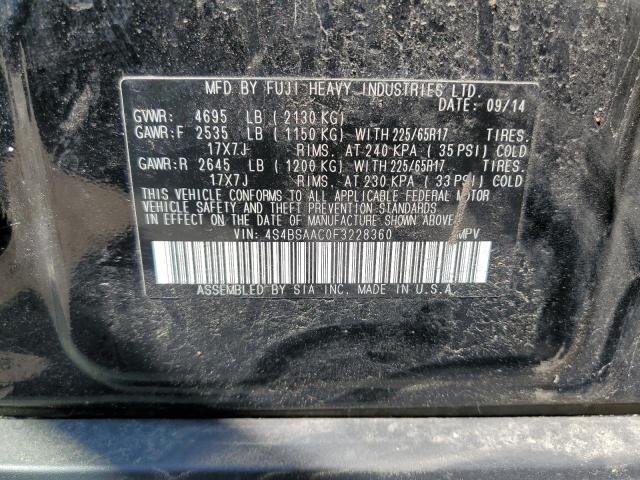 MFD BY FUJI HEAVY INDUSTRIES LTD.
DATE: 09/14
GVWR: 4695 LB ( 2130 KG)
GAWR:F 2535 LB ( 1150 KG) WITH 225/65R17 TIRES.
17X7J RIMS. AT 240 KPA ( 35 PSI) COLD
GAWR:R 2645 LB ( 1200 KG) WITH 225/65R17 TIRES.
17X7J RIMS. AT 230 KPA ( 33 PSI) COLD
THIS VEHICLE CONFORMS TO ALL APPLICABLE FEDERAL MOTOR
VEHICLE SAFETY AND THEFT PREVENTION STANDARDS
IN EFFECT ON THE DATE OF MANUFACTURE SHOWN ABOVE.
VIN: 4S4BSAAC0F3228360 MPV
ASSEMBLED BY SIA INC. MADE IN U.S.A.